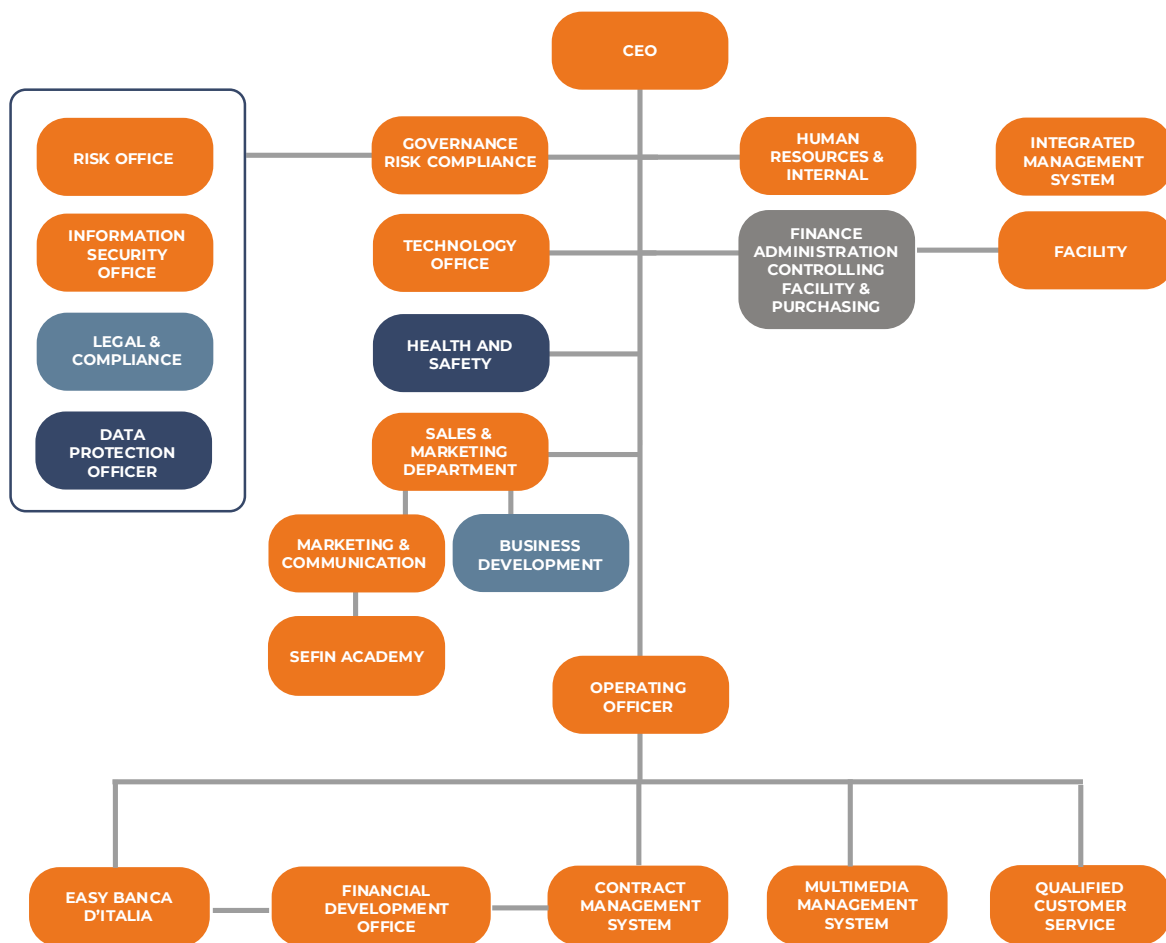 CEO
RISK OFFICE
GOVERNANCE
RISK COMPLIANCE
HUMAN
RESOURCES &
INTERNAL
INTEGRATED
MANAGEMENT
SYSTEM
INFORMATION
SECURITY
OFFICE
TECHNOLOGY
OFFICE
FINANCE
ADMINISTRATION
CONTROLLING
FACILITY &
PURCHASING
FACILITY
LEGAL &
COMPLIANCE
HEALTH AND
SAFETY
DATA
PROTECTION
OFFICER
SALES &
MARKETING
DEPARTMENT
MARKETING &
COMMUNICATION
BUSINESS
DEVELOPMENT
SEFIN ACADEMY
OPERATING
OFFICER
EASY BANCA
D'ITALIA
FINANCIAL
DEVELOPMENT
OFFICE
CONTRACT
MANAGEMENT
SYSTEM
MULTIMEDIA
MANAGEMENT
SYSTEM
QUALIFIED
CUSTOMER
SERVICE